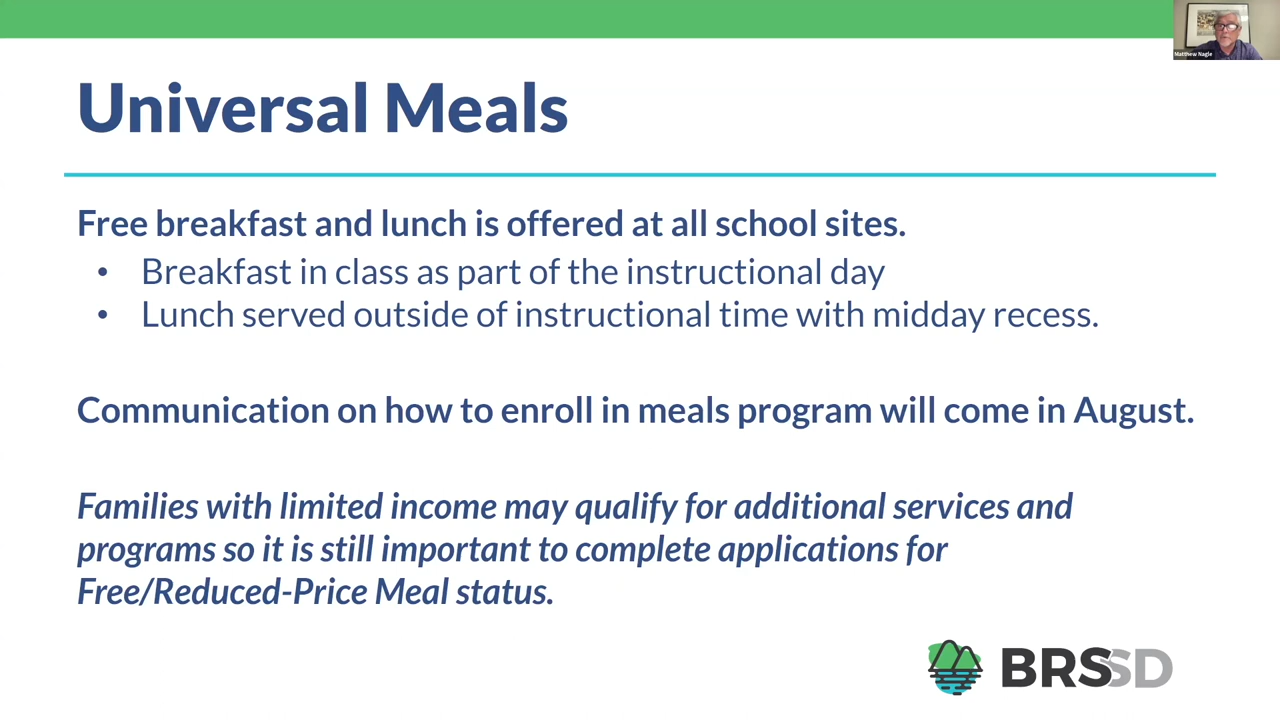 Matthew Nagle
Universal Meals
Free breakfast and lunch is offered at all school sites.
• Breakfast in class as part of the instructional day
• Lunch served outside of instructional time with midday recess.
Communication on how to enroll in meals program will come in August.
Families with limited income may qualify for additional services and
programs so it is still important to complete applications for
Free/Reduced-Price Meal status.
BRSSD